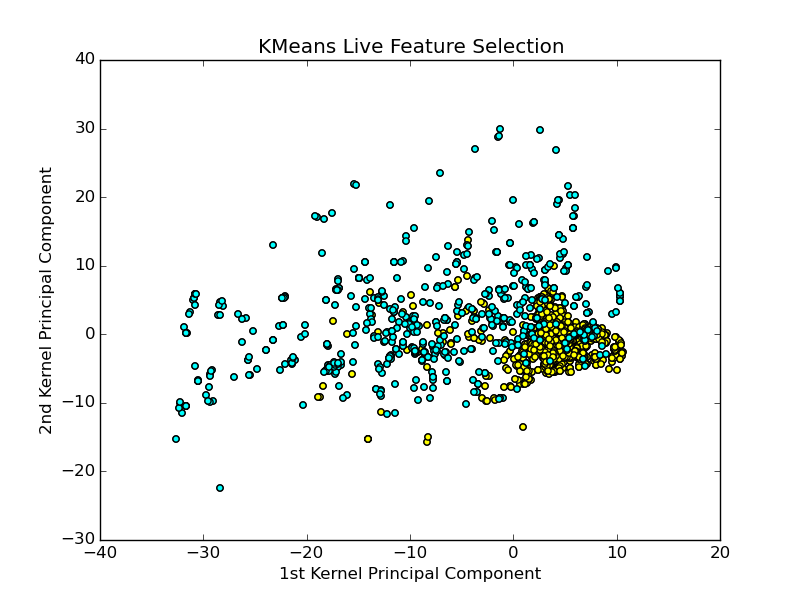 KMeans Live Feature Selection
40
30
20
10
0
−10
−20
−30
2nd Kernel Principal Component
−40 −30 −20 −10 0 10 20
1st Kernel Principal Component